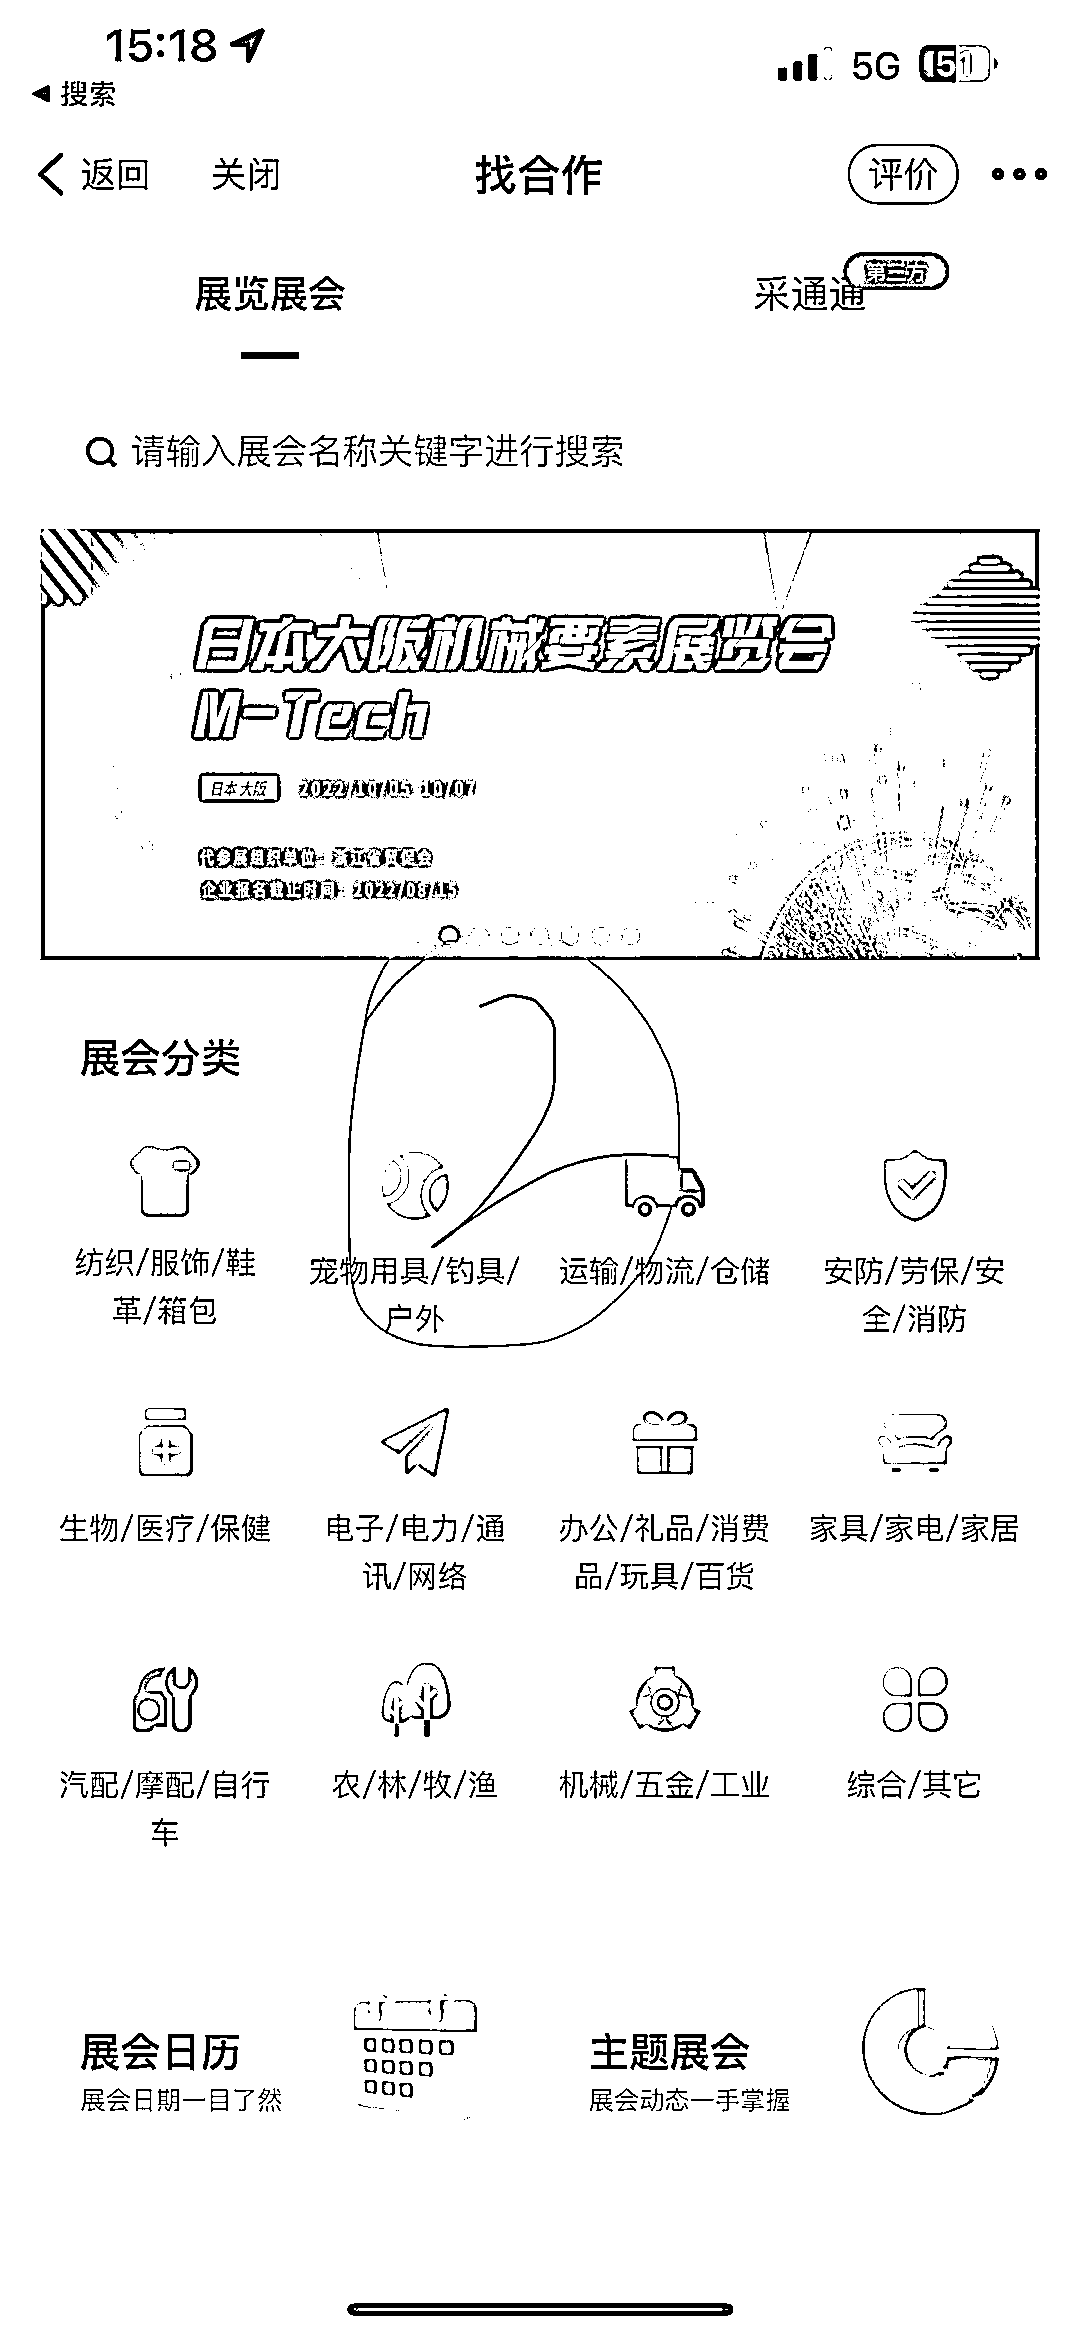 15:18
5G 51
搜索
返回 关闭 找合作 评价
展览展会 采通通 第三方
请输入展会名称关键字进行搜索
日本大阪机械要素展览会
M-Tech
日本大阪 2022/10/05-10/07
代参展组织单位：浙江省贸促会
企业报名截止时间：2022/08/15
展会分类
纺织/服饰/鞋 宠物用具/钓具/ 运输/物流/仓储 安防/劳保/安
革/箱包 户外 全/消防
生物/医疗/保健 电子/电力/通 办公/礼品/消费 家具/家电/家居
讯/网络 品/玩具/百货
汽配/摩配/自行 农/林/牧/渔 机械/五金/工业 综合/其它
车
展会日历 主题展会
展会日期一目了然 展会动态一手掌握